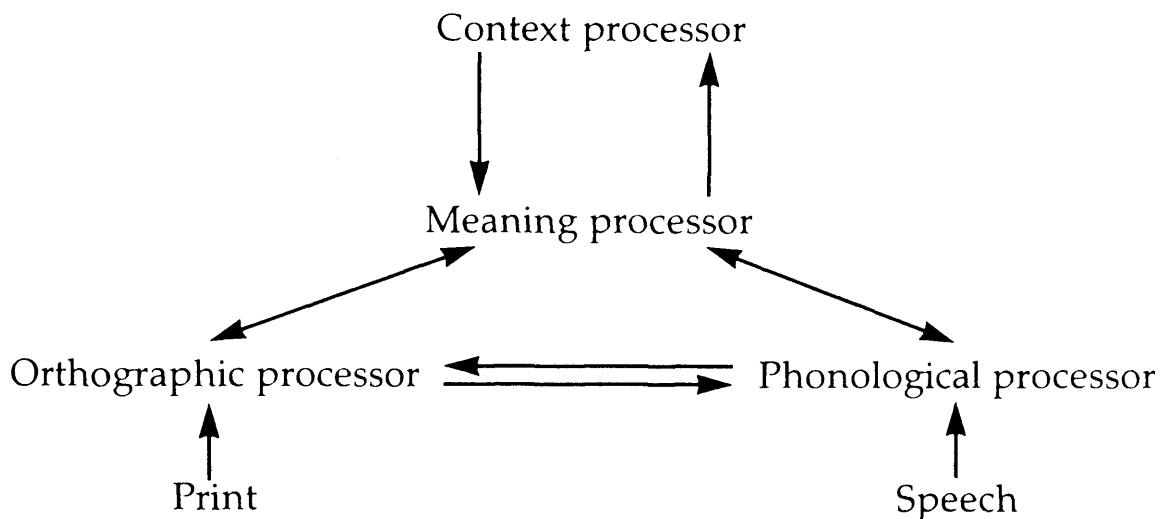 Context processor
Meaning processor
Orthographic processor
Phonological processor
Print
Speech